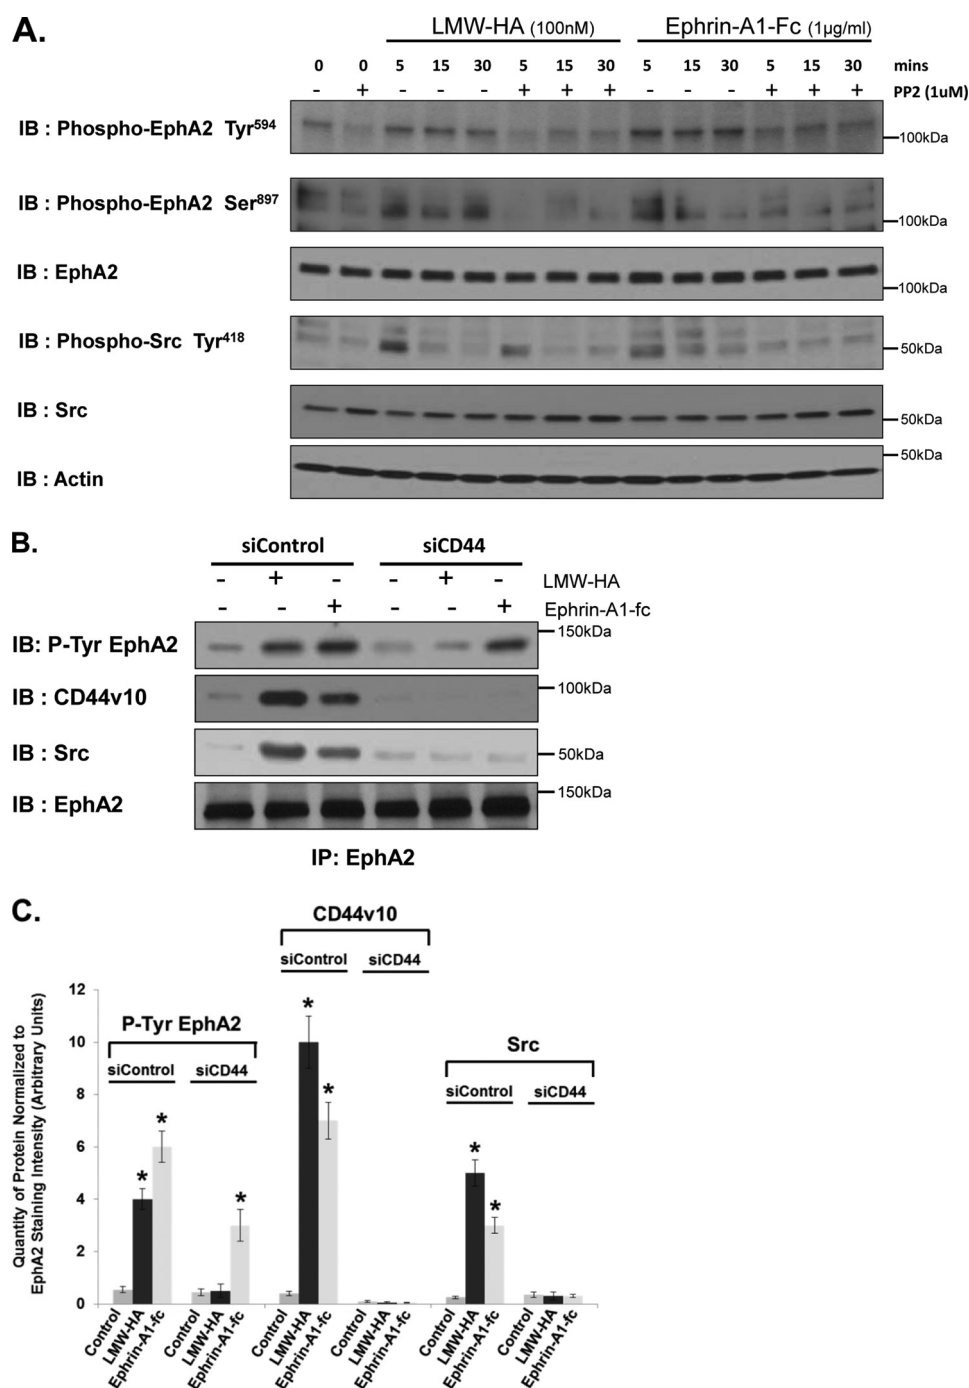 A.
LMW-HA (100nM) Ephrin-A1-Fc (1µg/ml)
0 0 5 15 30 5 15 30 5 15 30 5 15 30 mins
- + - - - + + + - - - + + + PP2 (1uM)
IB : Phospho-EphA2 Tyr594
100kDa
IB : Phospho-EphA2 Ser897
100kDa
IB : EphA2
100kDa
IB : Phospho-Src Tyr418
50kDa
IB : Src
50kDa
50kDa
IB : Actin
B.
siControl siCD44
- + - - + - LMW-HA
- - + - - + Ephrin-A1-fc
IB: P-Tyr EphA2
150kDa
IB : CD44v10
100kDa
IB : Src
50kDa
IB : EphA2
150kDa
IP: EphA2
C.
CD44v10
siControl siCD44
P-Tyr EphA2
siControl siCD44
Src
siControl siCD44
Quantity of Protein Normalized to
EphA2 Staining Intensity (Arbitrary Units)
12
10
8
6
4
2
0
* * * * * * *
Control LMW-HA Ephrin-A1-fc Control LMW-HA Ephrin-A1-fc Control LMW-HA Ephrin-A1-fc Control LMW-HA Ephrin-A1-fc Control LMW-HA Ephrin-A1-fc Control LMW-HA Ephrin-A1-fc